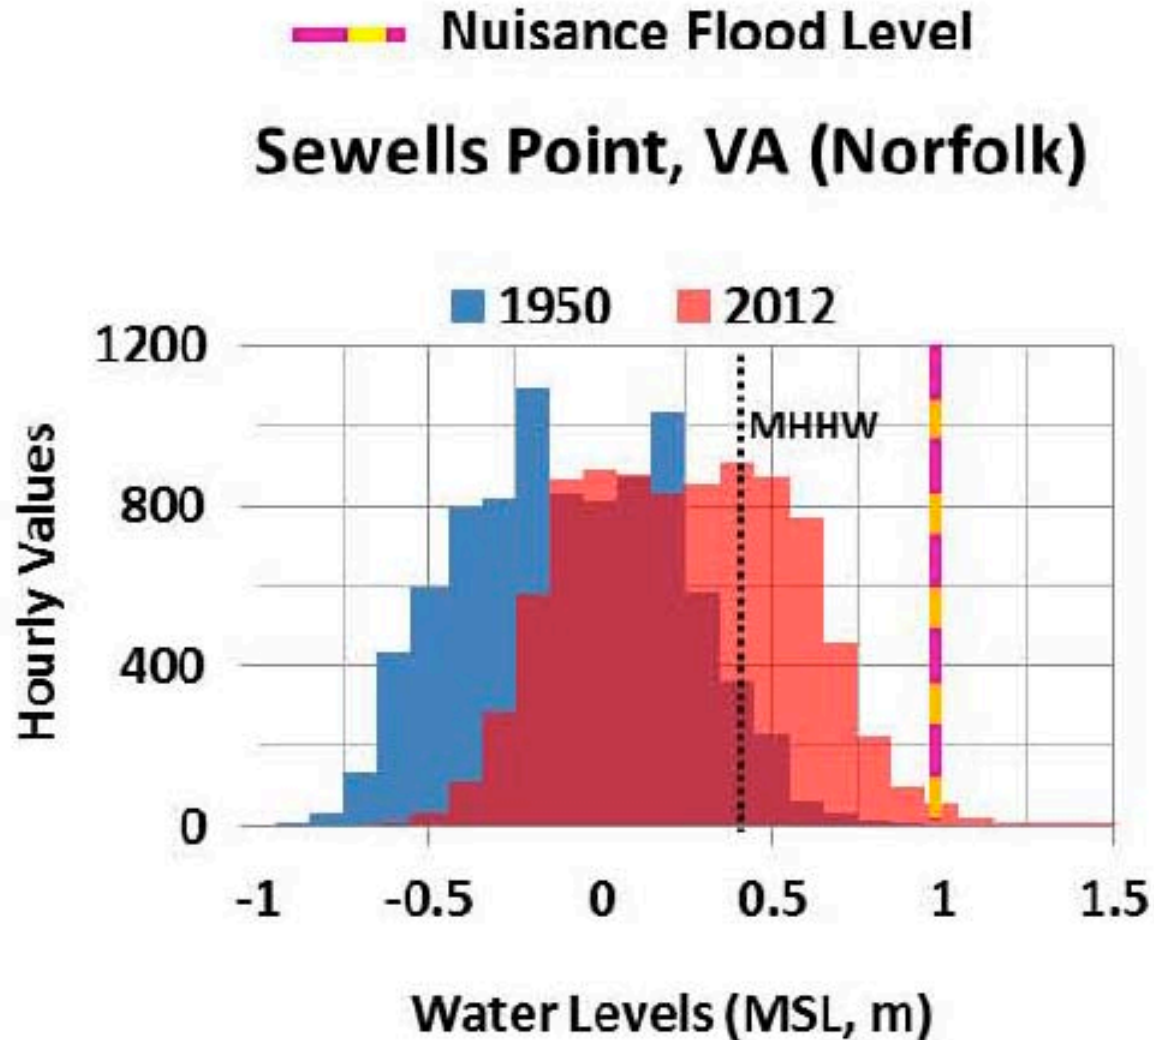 Nuisance Flood Level
Sewells Point, VA (Norfolk)
1950 2012
1200
MHHW
800
400
0
Hourly Values
-1 -0.5 0 0.5 1 1.5
Water Levels (MSL, m)